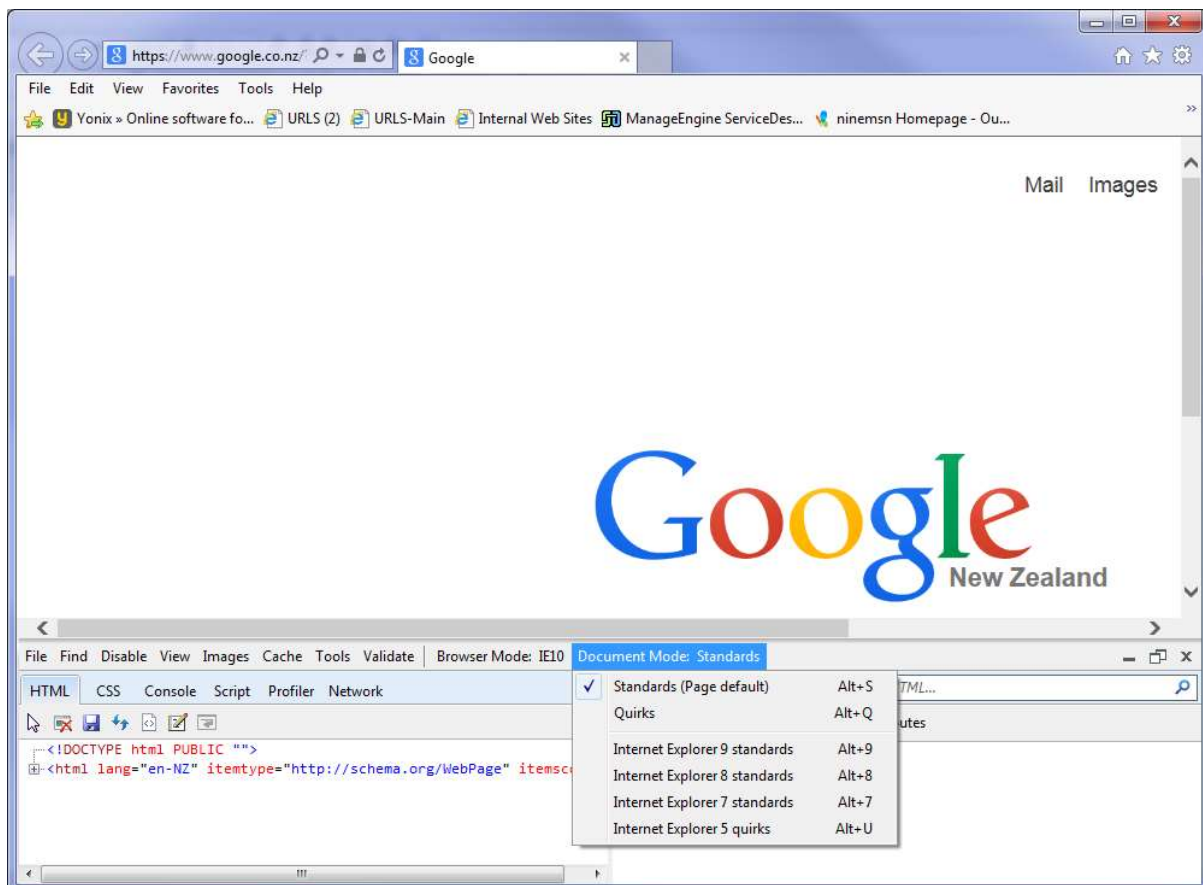 https://www.google.co.nz/
Google
File Edit View Favorites Tools Help
Yonix » Online software fo... URLS (2) URLS-Main Internal Web Sites ManageEngine ServiceDes... ninemsn Homepage - Ou...
Mail Images
Google
New Zealand
File Find Disable View Images Cache Tools Validate Browser Mode: IE10 Document Mode: Standards
HTML CSS Console Script Profiler Network
Standards (Page default) Alt+S
Quirks Alt+Q
Internet Explorer 9 standards Alt+9
Internet Explorer 8 standards Alt+8
Internet Explorer 7 standards Alt+7
Internet Explorer 5 quirks Alt+U
TML...
utes
<!DOCTYPE html PUBLIC "">
<html lang="en-NZ" itemtype="http://schema.org/WebPage" itemsc